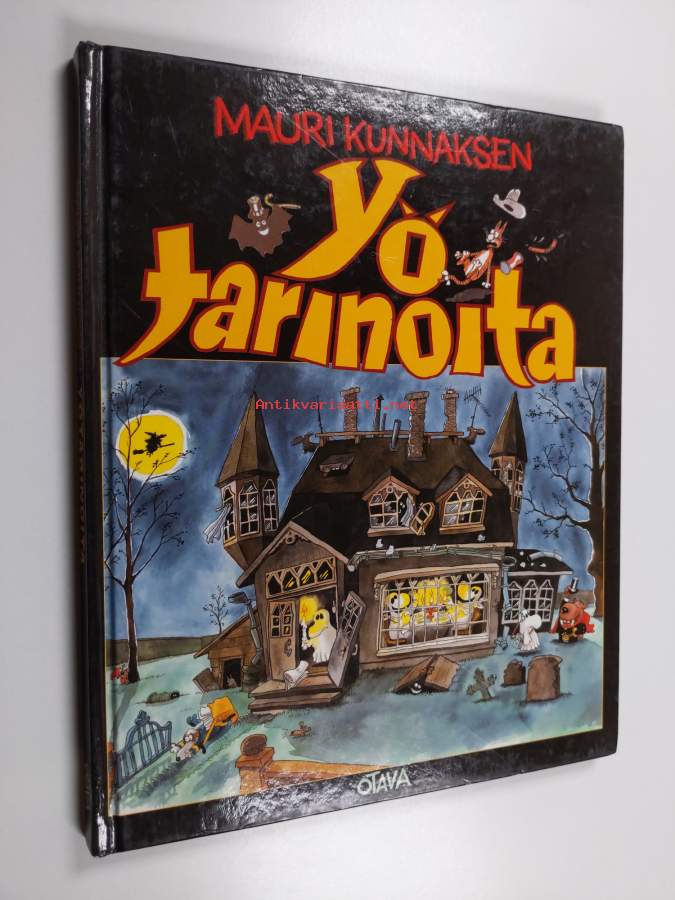 MAURI KUNNAKSEN
Yö
tarinoita
Antikvariaatti.net
OTAVA